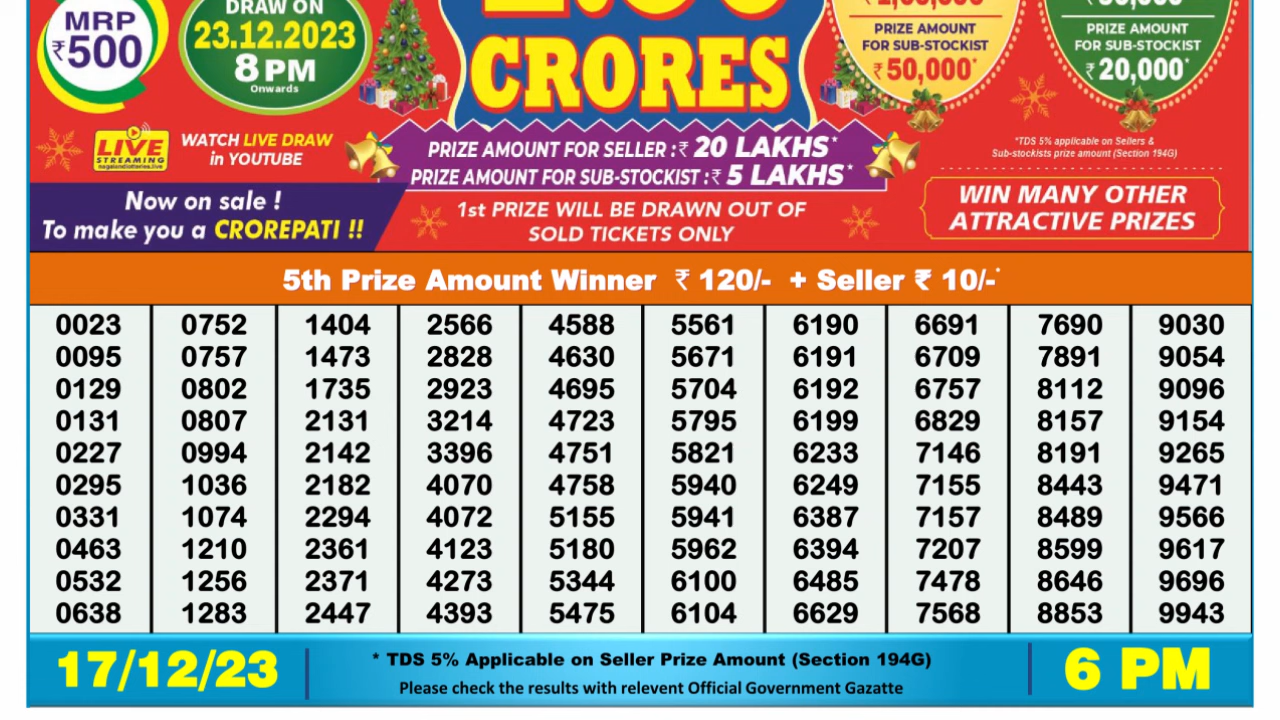 MRP
₹500
DRAW ON
23.12.2023
8 PM
Onwards
CRORES
PRIZE AMOUNT
FOR SUB-STOCKIST
₹50,000*
PRIZE AMOUNT
FOR SUB-STOCKIST
₹20,000*
LIVE
STREAMING
nagalandlotteries.live
WATCH LIVE DRAW
in YOUTUBE
PRIZE AMOUNT FOR SELLER :₹ 20 LAKHS*
PRIZE AMOUNT FOR SUB-STOCKIST :₹ 5 LAKHS*
*TDS 5% applicable on Sellers &
Sub-stockists prize amount (Section 194G)
Now on sale !
To make you a CROREPATI !!
1st PRIZE WILL BE DRAWN OUT OF
SOLD TICKETS ONLY
WIN MANY OTHER
ATTRACTIVE PRIZES
5th Prize Amount Winner ₹ 120/- + Seller ₹ 10/-*
0023 0752 1404 2566 4588 5561 6190 6691 7690 9030
0095 0757 1473 2828 4630 5671 6191 6709 7891 9054
0129 0802 1735 2923 4695 5704 6192 6757 8112 9096
0131 0807 2131 3214 4723 5795 6199 6829 8157 9154
0227 0994 2142 3396 4751 5821 6233 7146 8191 9265
0295 1036 2182 4070 4758 5940 6249 7155 8443 9471
0331 1074 2294 4072 5155 5941 6387 7157 8489 9566
0463 1210 2361 4123 5180 5962 6394 7207 8599 9617
0532 1256 2371 4273 5344 6100 6485 7478 8646 9696
0638 1283 2447 4393 5475 6104 6629 7568 8853 9943
17/12/23
* TDS 5% Applicable on Seller Prize Amount (Section 194G)
Please check the results with relevent Official Government Gazatte
6 PM